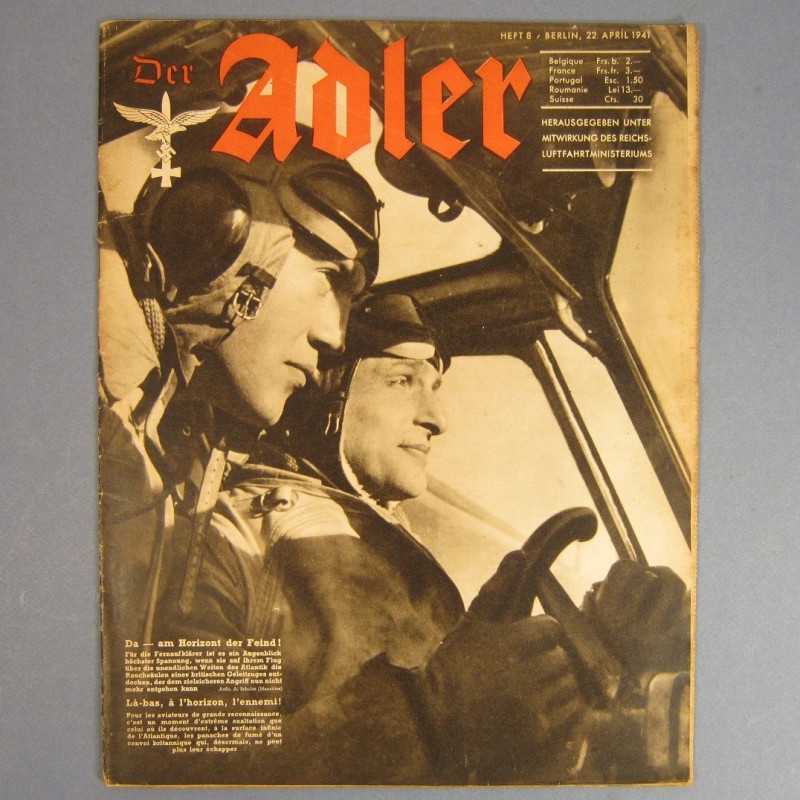 HEFT 8 / BERLIN, 22. APRIL 1941
Der Adler
Belgique Frs. b. 2.—
France Frs. fr. 3.—
Portugal Esc. 1.50
Roumanie Lei 13.—
Suisse Cts. 30
HERAUSGEGEBEN UNTER
MITWIRKUNG DES REICHS-
LUFTFAHRTMINISTERIUMS
Da — am Horizont der Feind!
Für die Fernaufklärer ist es ein Augenblick
höchster Spannung, wenn sie auf ihrem Flug
über die unendlichen Weiten des Atlantik die
Rauchsäulen eines britischen Geleitzuges ent-
decken, der dem zielsicheren Angriff nun nicht
mehr entgehen kann Aufn. A.
Là-bas, à l'horizon, l'ennemi!
Pour les aviateurs de grande reconnaissance,
c'est un moment d'extrême exaltation que
celui où ils découvrent, à la surface infinie
de l'Atlantique, les panaches de fumé d'un
convoi britannique qui, désormais, ne peut
plus leur échapper